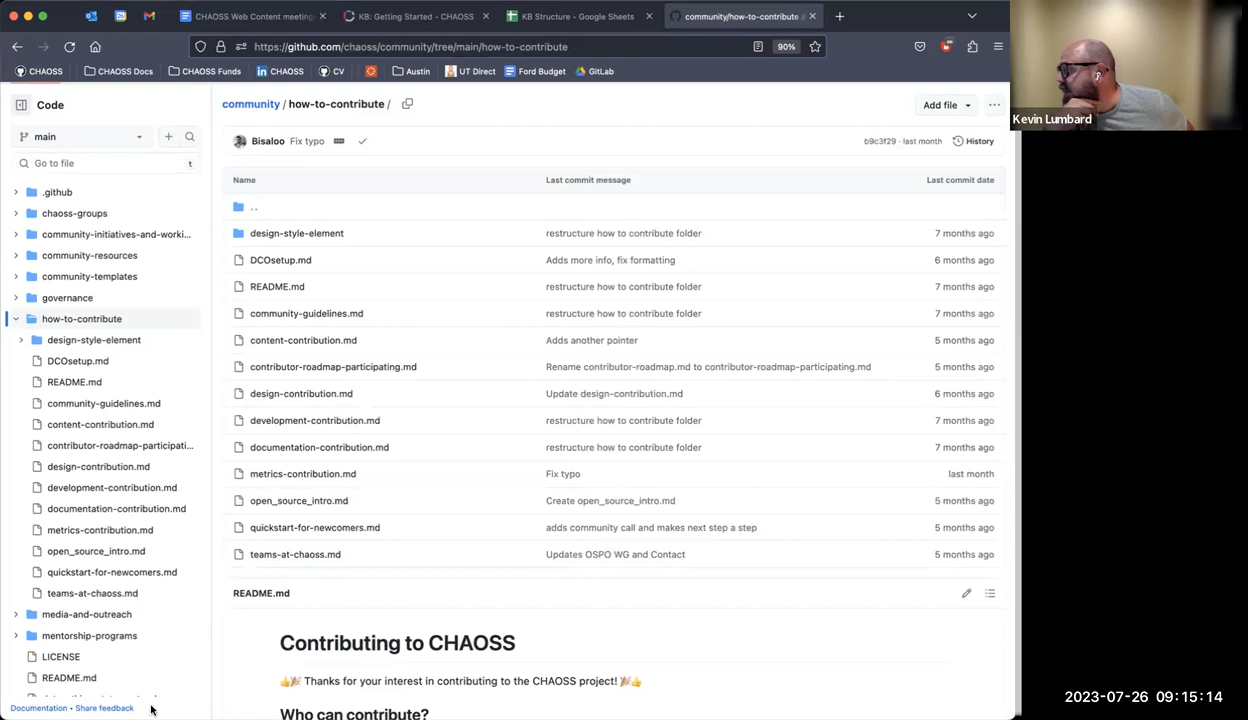 CHAOSS Web Content meetin
KB: Getting Started - CHAOSS
KB Structure - Google Sheets
community/how-to-contribute a
https://github.com/chaoss/community/tree/main/how-to-contribute
90%
CHAOSS
CHAOSS Docs
CHAOSS Funds
CHAOSS
CV
Austin
UT Direct
Ford Budget
GitLab
Kevin Lumbard
Code
community / how-to-contribute /
Add file
main
Bisaloo Fix typo
b9c3f29 · last month
History
Go to file
t
Name Last commit message Last commit date
.github
chaoss-groups
community-initiatives-and-worki...
community-resources
community-templates
governance
how-to-contribute
design-style-element
DCOsetup.md
README.md
community-guidelines.md
content-contribution.md
contributor-roadmap-participati...
design-contribution.md
development-contribution.md
documentation-contribution.md
metrics-contribution.md
open_source_intro.md
quickstart-for-newcomers.md
teams-at-chaoss.md
media-and-outreach
mentorship-programs
LICENSE
README.md
Documentation • Share feedback
..
design-style-element restructure how to contribute folder 7 months ago
DCOsetup.md Adds more info, fix formatting 6 months ago
README.md restructure how to contribute folder 7 months ago
community-guidelines.md restructure how to contribute folder 7 months ago
content-contribution.md Adds another pointer 5 months ago
contributor-roadmap-participating.md Rename contributor-roadmap.md to contributor-roadmap-participating.md 5 months ago
design-contribution.md Update design-contribution.md 6 months ago
development-contribution.md restructure how to contribute folder 7 months ago
documentation-contribution.md restructure how to contribute folder 7 months ago
metrics-contribution.md Fix typo last month
open_source_intro.md Create open_source_intro.md 5 months ago
quickstart-for-newcomers.md adds community call and makes next step a step 5 months ago
teams-at-chaoss.md Updates OSPO WG and Contact 5 months ago
README.md
Contributing to CHAOSS
👍🎉 Thanks for your interest in contributing to the CHAOSS project! 🎉👍
Who can contribute?
2023-07-26 09:15:14